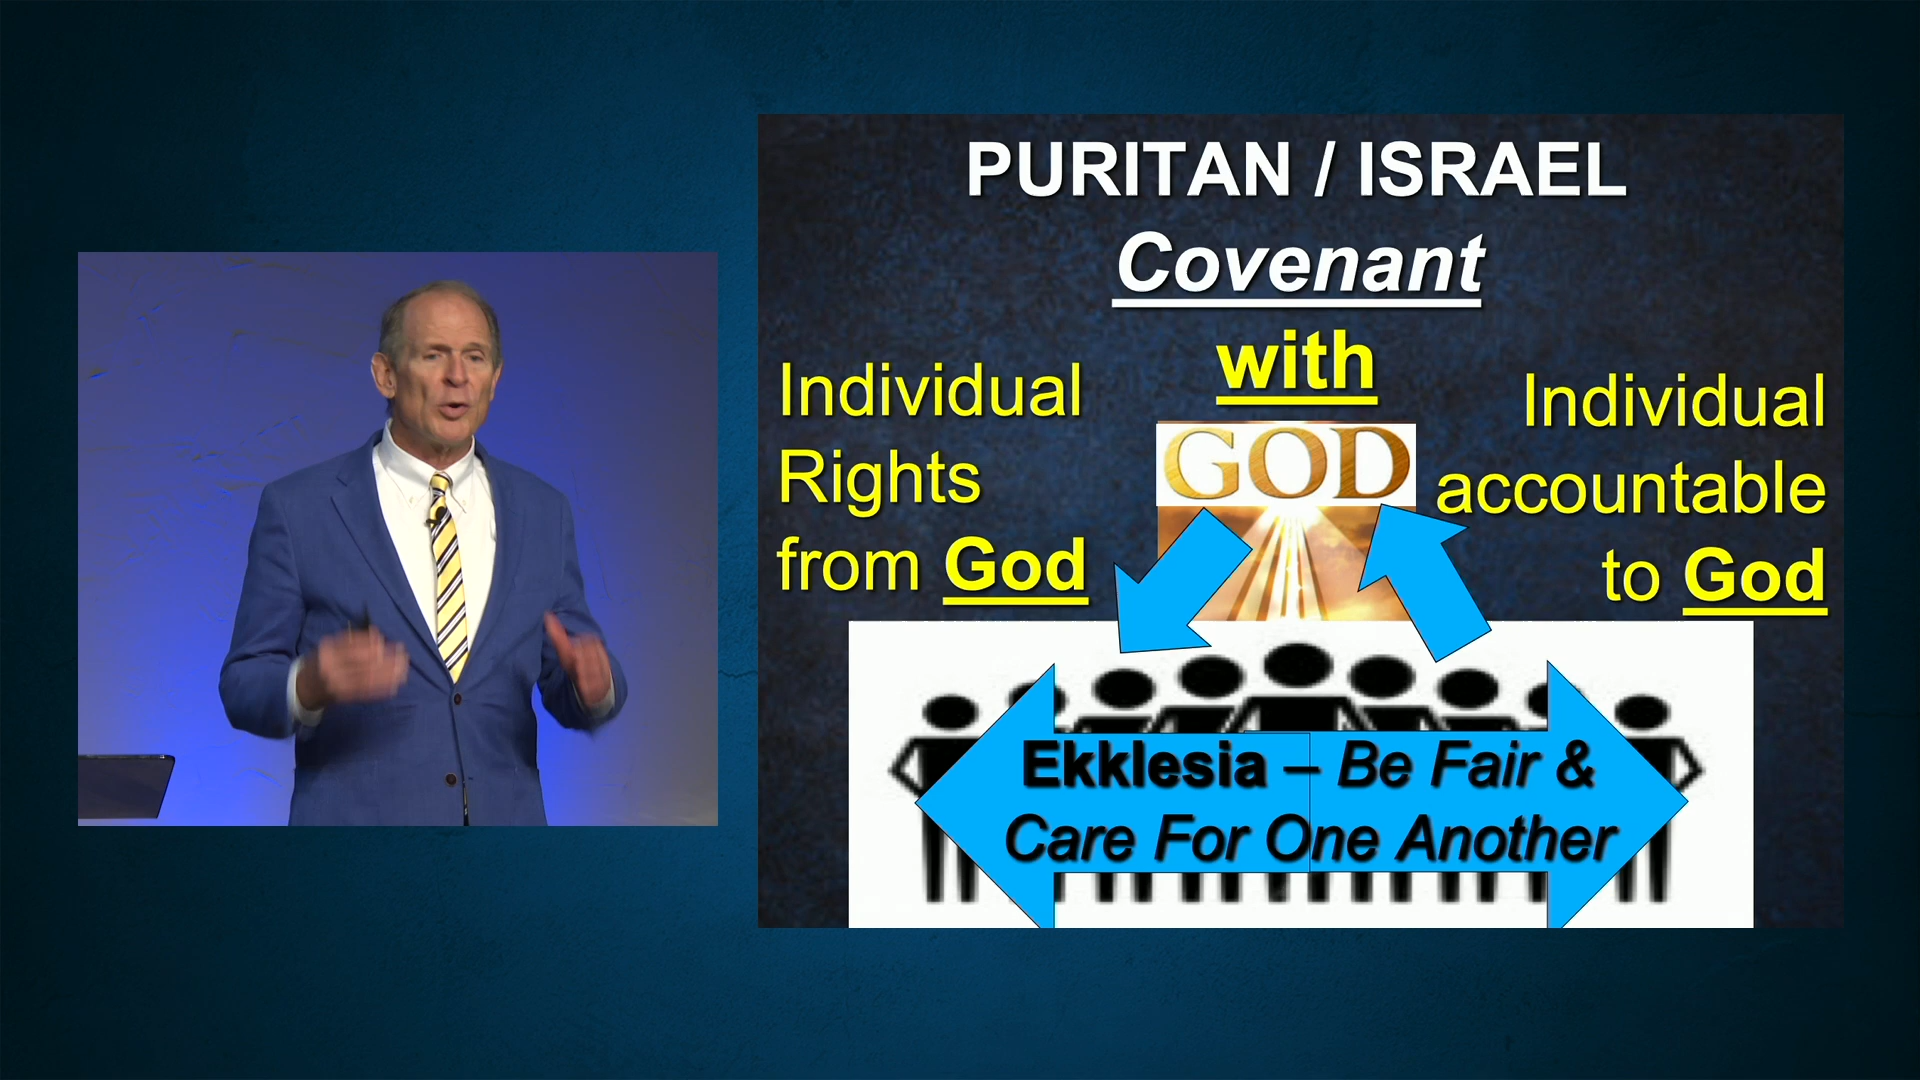 PURITAN / ISRAEL
Covenant
with
Individual
Rights
from God
GOD
Individual
accountable
to God
Ekklesia – Be Fair &
Care For One Another